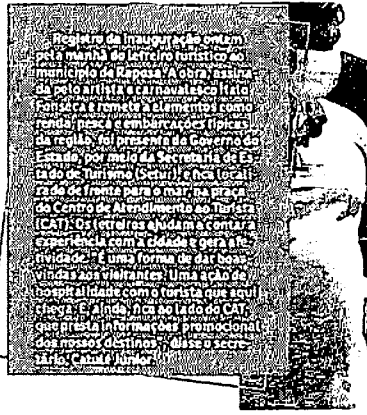 Registro da inauguração ontem
pela manhã do letreiro turístico ao
município de Raposa. A obra, assina
da pelo artista e carnavalesco Ítalo
Fonseca e remete a elementos como
renda, pesca e embarcações típicas
da região, foi presente do Governo do
Estado, por meio da Secretaria de Es-
tado de Turismo (Setur), e fica locali
zado de frente para o mar na praça
do Centro de Atendimento ao Turista
(CAT). Os letreiros ajudam a contar a
experiência com a cidade e gera afe
tividade. "É uma forma de dar boas
vindas aos visitantes. Uma ação de
hospitalidade com o turista que aqui
chega. E, ainda, fica ao lado do CAT,
que presta informações promocional
dos nossos destinos", disse o secre-
tário, Catulé Júnior.